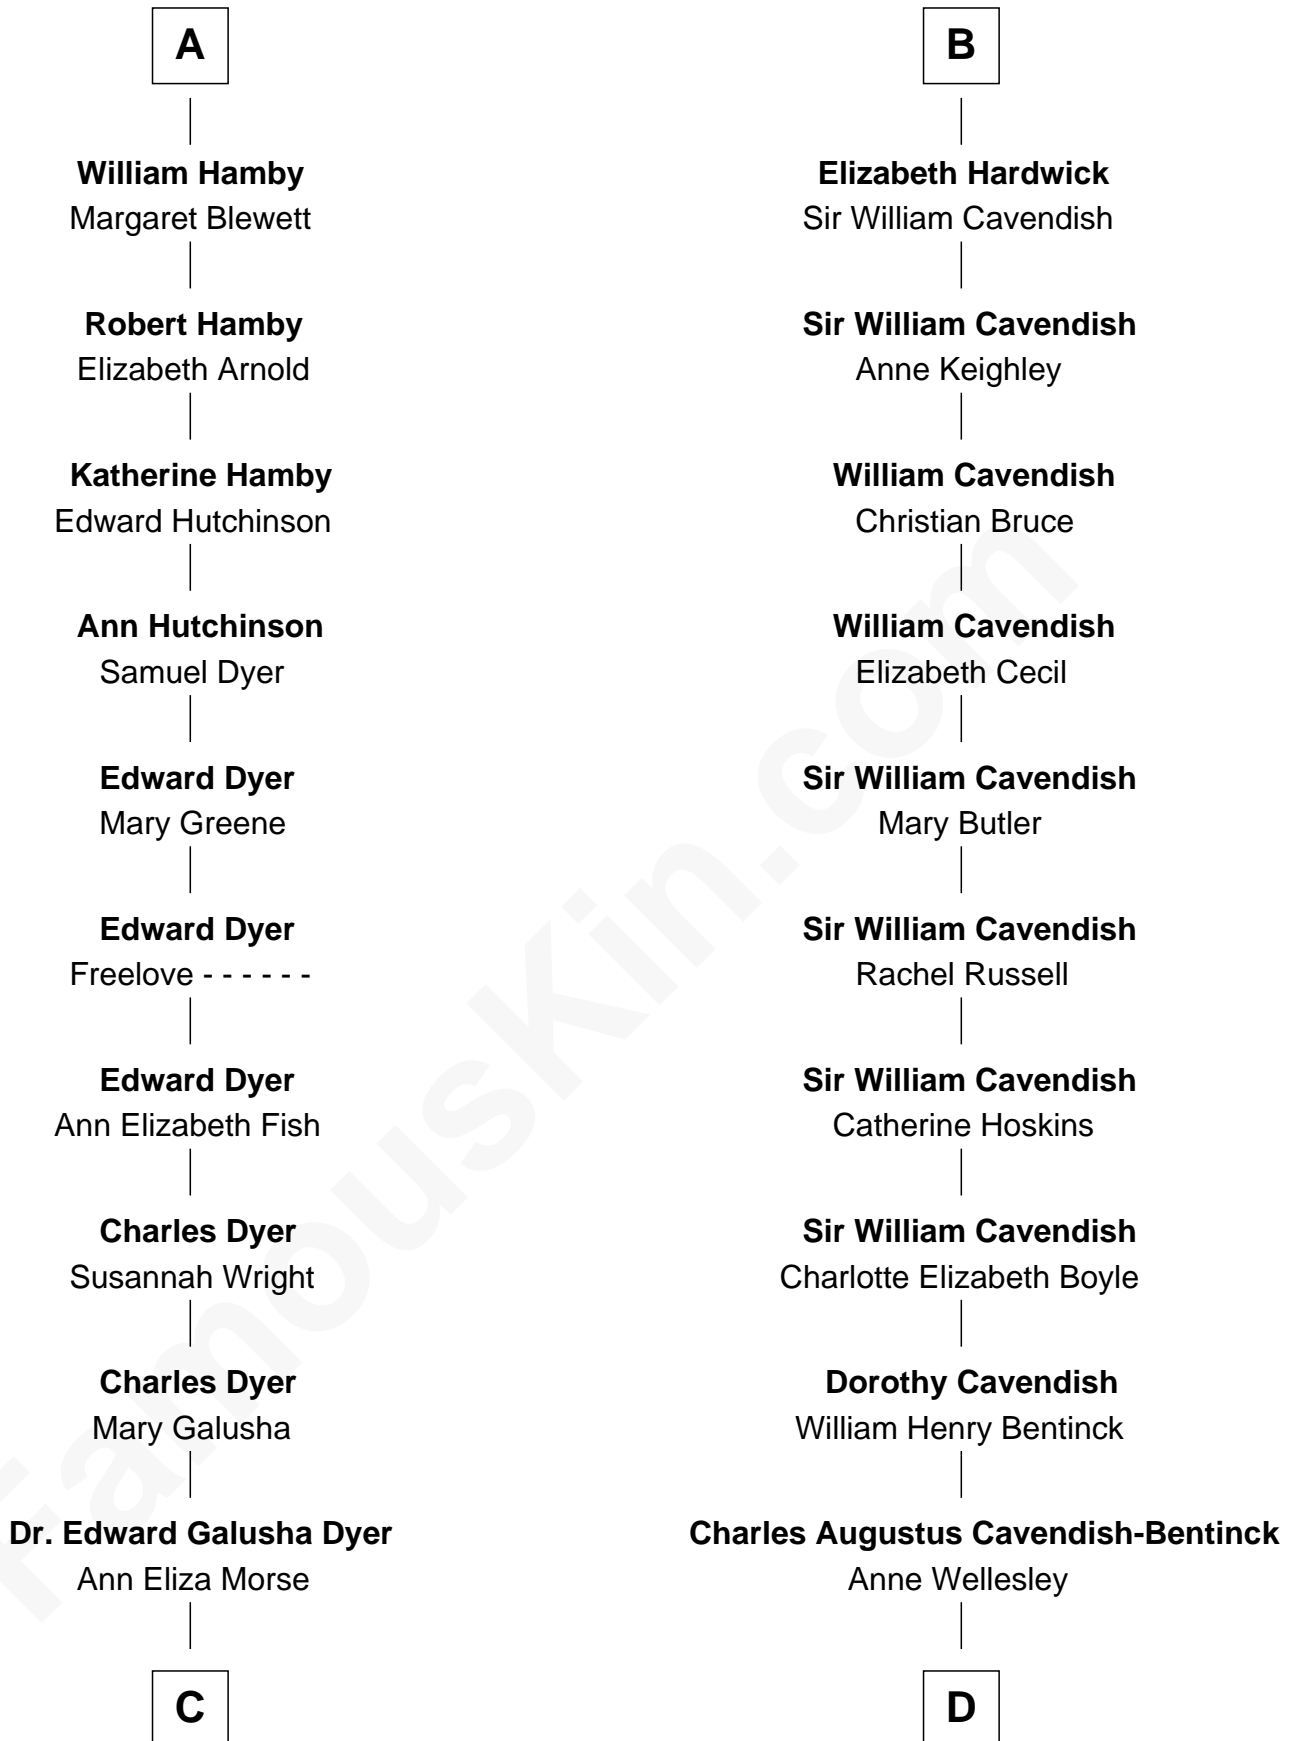 A
William Hamby
Margaret Blewett
Robert Hamby
Elizabeth Arnold
Katherine Hamby
Edward Hutchinson
Ann Hutchinson
Samuel Dyer
Edward Dyer
Mary Greene
Edward Dyer
Freelove - - - - - -
Edward Dyer
Ann Elizabeth Fish
Charles Dyer
Susannah Wright
Charles Dyer
Mary Galusha
Dr. Edward Galusha Dyer
Ann Eliza Morse
C
B
Elizabeth Hardwick
Sir William Cavendish
Sir William Cavendish
Anne Keighley
William Cavendish
Christian Bruce
William Cavendish
Elizabeth Cecil
Sir William Cavendish
Mary Butler
Sir William Cavendish
Rachel Russell
Sir William Cavendish
Catherine Hoskins
Sir William Cavendish
Charlotte Elizabeth Boyle
Dorothy Cavendish
William Henry Bentinck
Charles Augustus Cavendish-Bentinck
Anne Wellesley
D
FamousKin.com